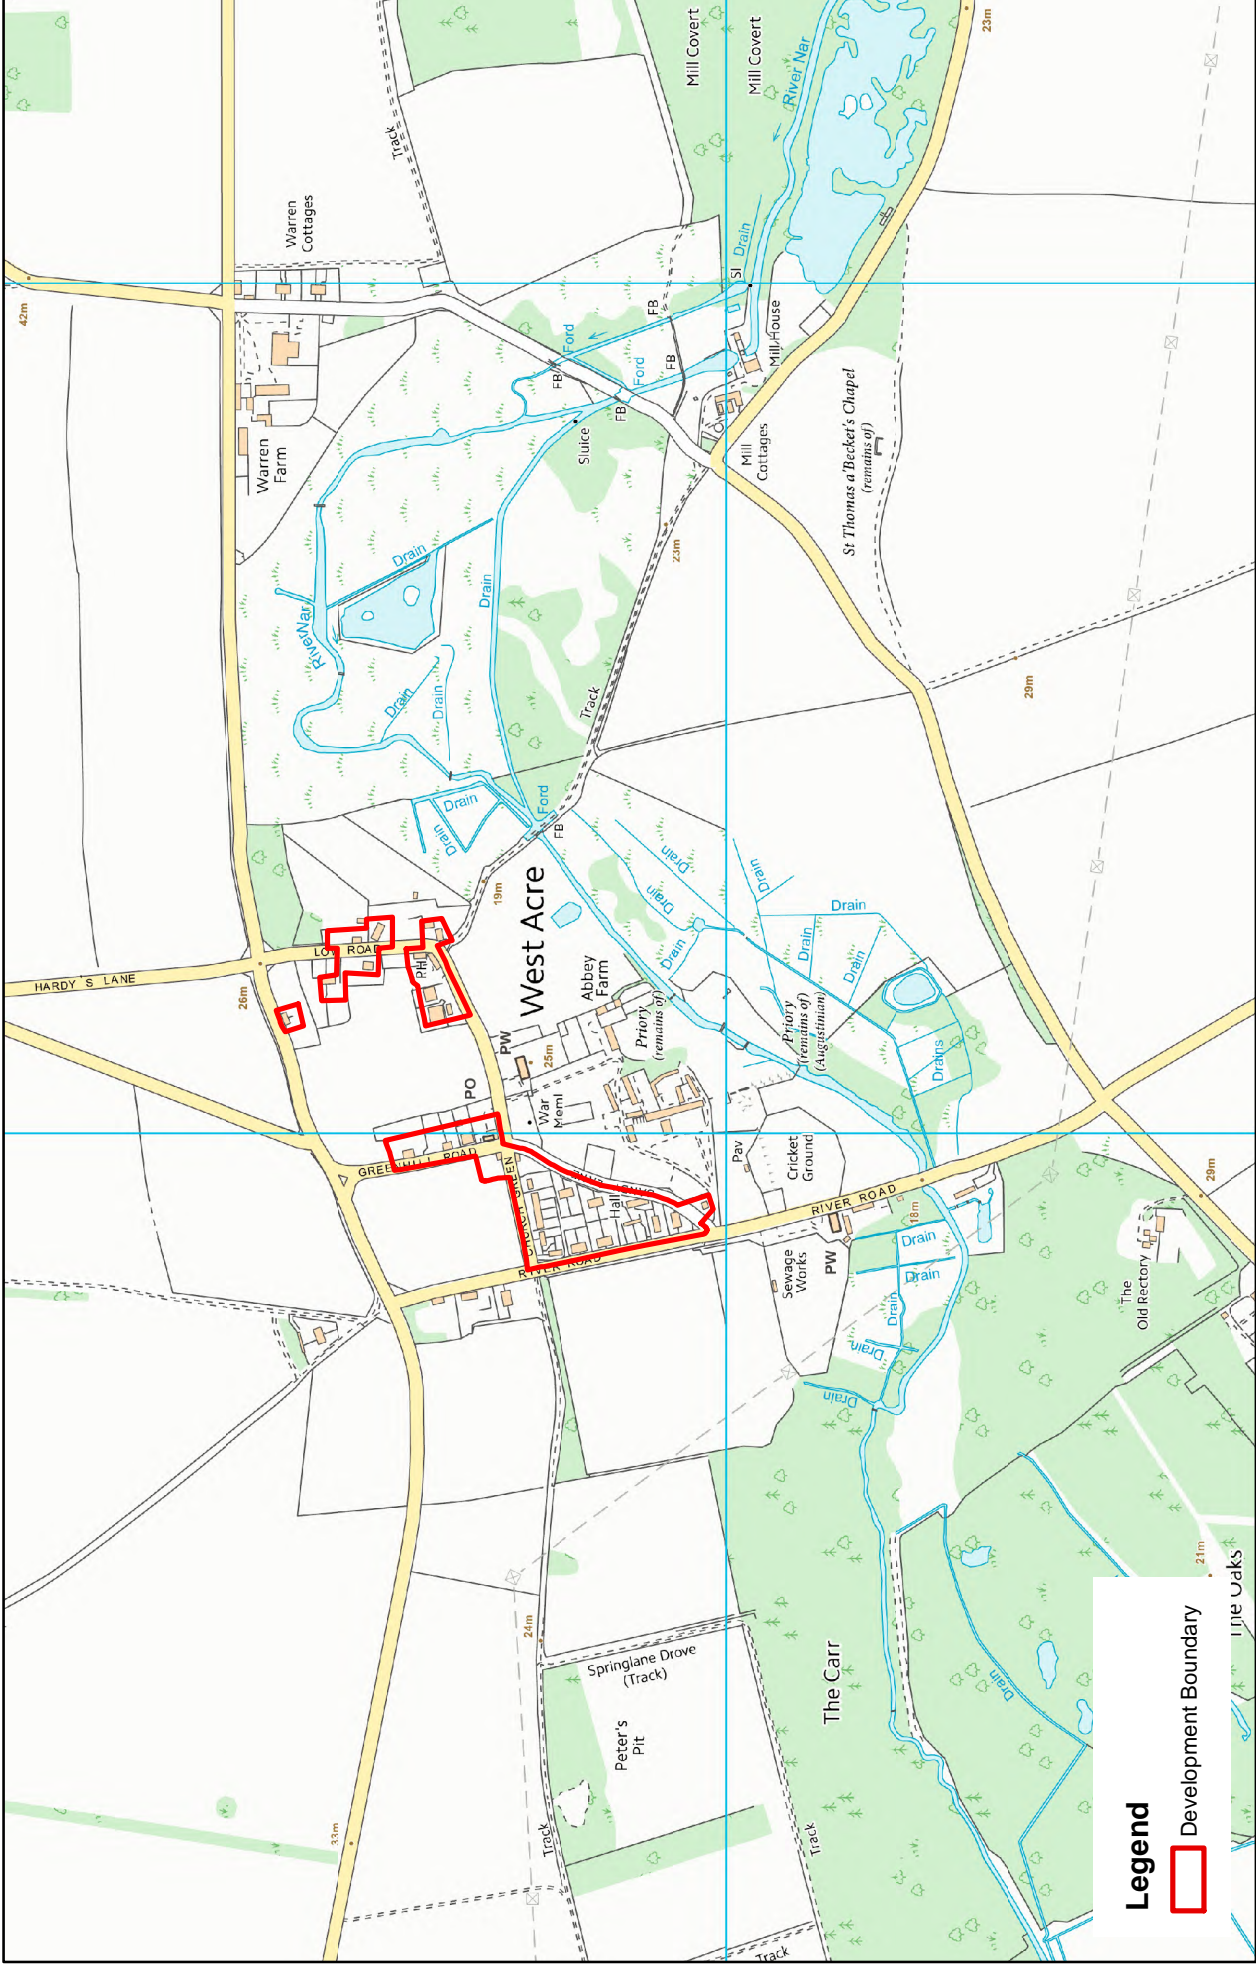 42m
HARDY'S LANE
26m
33m
Track
Warren
Cottages
Warren
Farm
Mill Covert
Mill Covert
River Nar
23m
Drain
SI
FB
FB
Ford
Ford
FB
FB
Mill House
Mill
Cottages
Sluice
Drain
Drain
River Nar
Drain
Drain
Track
23m
St Thomas a'Becket's Chapel
(remains of)
29m
Ford
FB
Drain
Drain
19m
LOW ROAD
PH
West Acre
Abbey
Farm
Priory
(remains of)
PW
25m
PO
War
Meml
GREENHILL ROAD
Hall
RIVER ROAD
Drain
Drain
Drain
Drain
Drain
Drain
Drain
Priory
(remains of)
(Augustinian)
Drains
Pav
Cricket
Ground
RIVER ROAD
18m
Sewage
Works
PW
Drain
Drain
Drain
Drain
Drain
29m
The
Old Rectory
24m
Springlane Drove
(Track)
Peter's
Pit
Track
Track
Track
The Carr
Drain
21m
The Oaks
Legend
Development Boundary